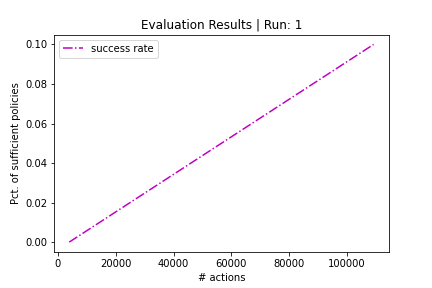 Evaluation Results | Run: 1
success rate
Pct. of sufficient policies
0.10
0.08
0.06
0.04
0.02
0.00
0 20000 40000 60000 80000 100000
# actions